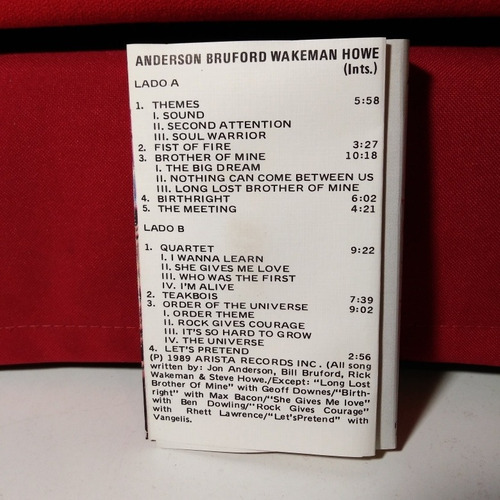 ANDERSON BRUFORD WAKEMAN HOWE
(Ints.)
LADO A
1. THEMES 5:58
I. SOUND
II. SECOND ATTENTION
III. SOUL WARRIOR
2. FIST OF FIRE 3:27
3. BROTHER OF MINE 10:18
I. THE BIG DREAM
II. NOTHING CAN COME BETWEEN US
III. LONG LOST BROTHER OF MINE
4. BIRTHRIGHT 6:02
5. THE MEETING 4:21
LADO B
1. QUARTET 9:22
I. I WANNA LEARN
II. SHE GIVES ME LOVE
III. WHO WAS THE FIRST
IV. I'M ALIVE
2. TEAKBOIS 7:39
3. ORDER OF THE UNIVERSE 9:02
I. ORDER THEME
II. ROCK GIVES COURAGE
III. IT'S SO HARD TO GROW
IV. THE UNIVERSE
4. LET'S PRETEND 2:56
(P) 1989 ARISTA RECORDS INC. (All song
written by: Jon Anderson, Bill Bruford, Rick
Wakeman & Steve Howe./Except: "Long Lost
Brother Of Mine" with Geoff Downes/"Birth-
right" with Max Bacon/"She Gives Me love"
with Ben Dowling/"Rock Gives Courage"
with Rhett Lawrence/"Let'sPretend" with
Vangelis.